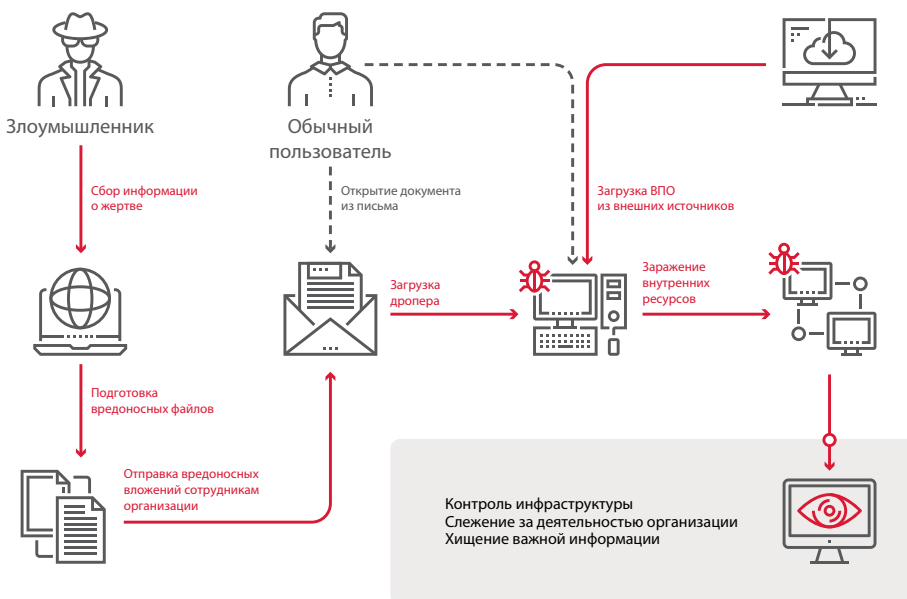 Злоумышленник
Обычный
пользователь
Сбор информации
о жертве
Открытие документа
из письма
Загрузка ВПО
из внешних источников
Загрузка
дропера
Заражение
внутренних
ресурсов
Подготовка
вредоносных файлов
Отправка вредоносных
вложений сотрудникам
организации
Контроль инфраструктуры
Слежение за деятельностью организации
Хищение важной информации